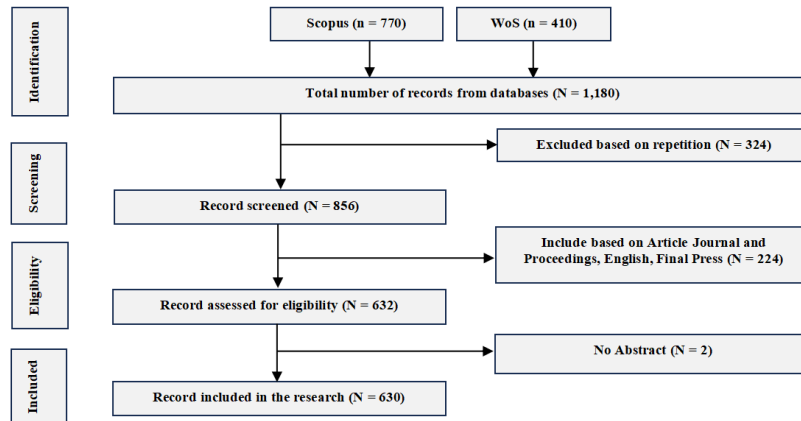 Identification
Scopus (n = 770)
WoS (n = 410)
Total number of records from databases (N = 1,180)
Excluded based on repetition (N = 324)
Screening
Record screened (N = 856)
Include based on Article Journal and
Proceedings, English, Final Press (N = 224)
Eligibility
Record assessed for eligibility (N = 632)
No Abstract (N = 2)
Included
Record included in the research (N = 630)